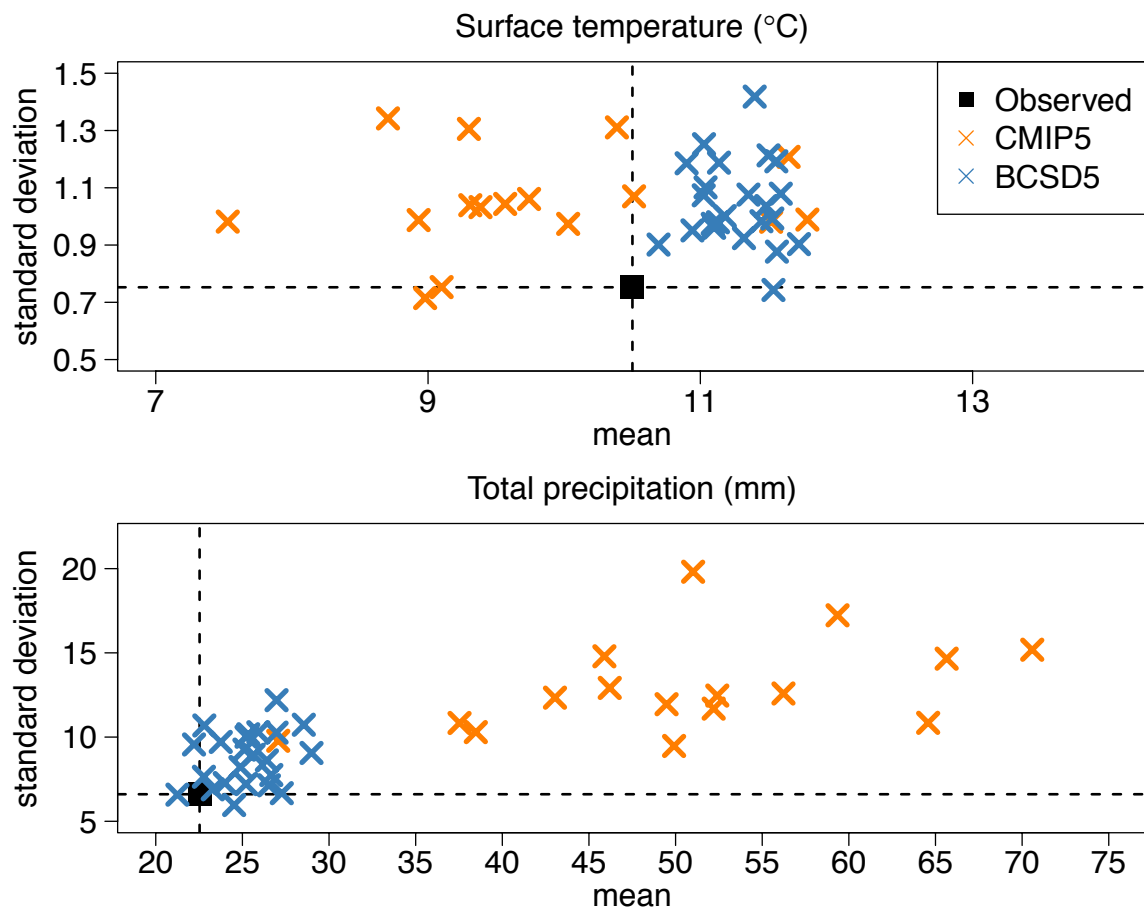 Surface temperature (°C)
standard deviation
1.5
1.3
1.1
0.9
0.7
0.5
Observed
CMIP5
BCSD5
7
9
11
13
mean
Total precipitation (mm)
standard deviation
20
15
10
5
20
25
30
35
40
45
50
55
60
65
70
75
mean